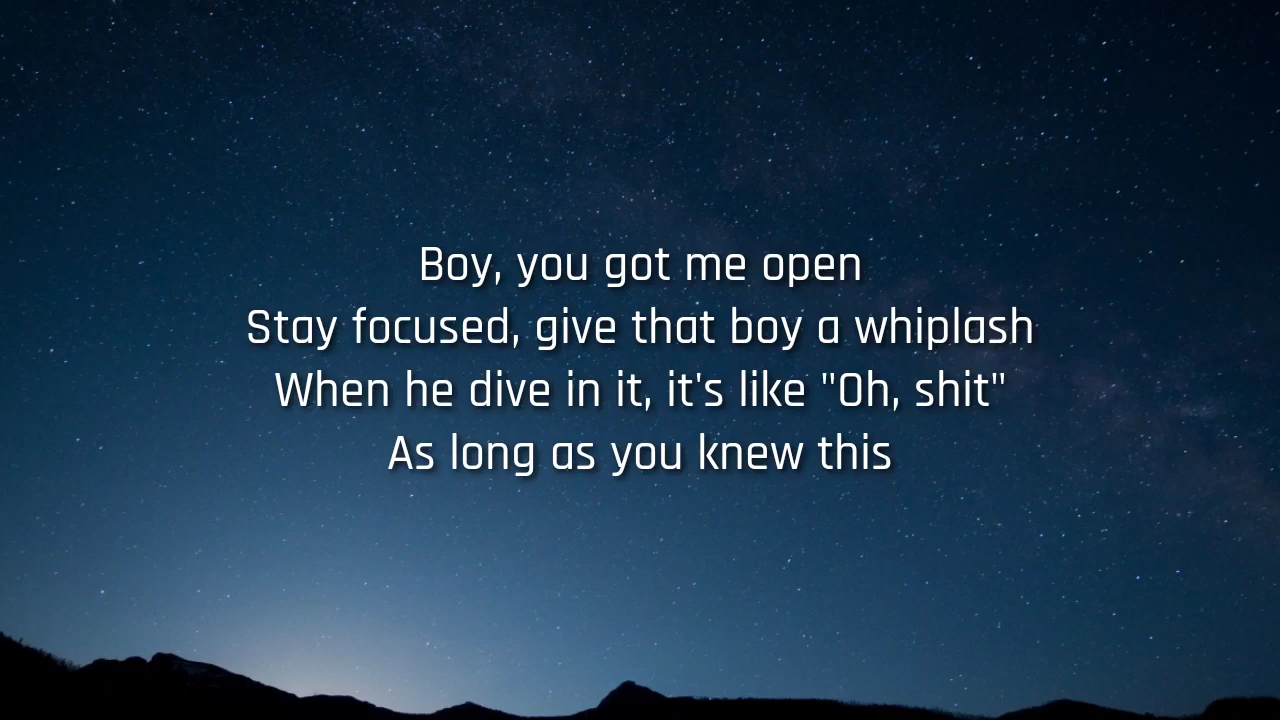 Boy, you got me open
Stay focused, give that boy a whiplash
When he dive in it, it's like "Oh, shit"
As long as you knew this